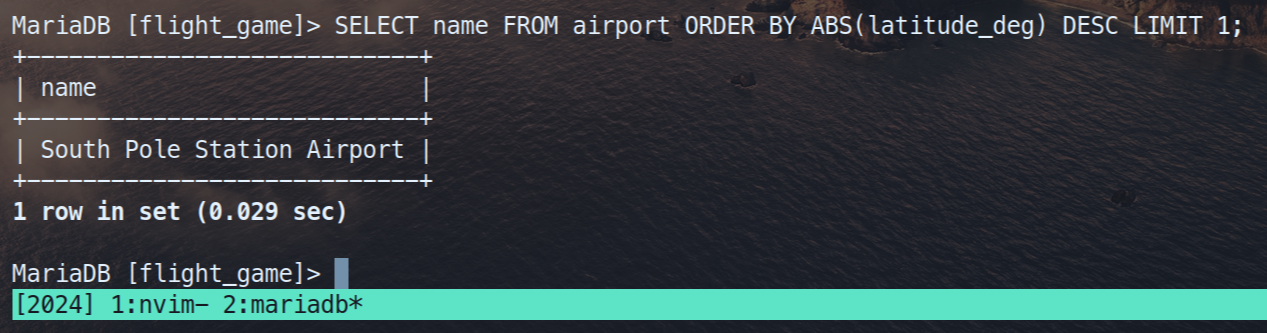 MariaDB [flight_game]> SELECT name FROM airport ORDER BY ABS(latitude_deg) DESC LIMIT 1;
+----------------------------+
| name                       |
+----------------------------+
| South Pole Station Airport |
+----------------------------+
1 row in set (0.029 sec)
MariaDB [flight_game]>
[2024] 1:nvim- 2:mariadb*